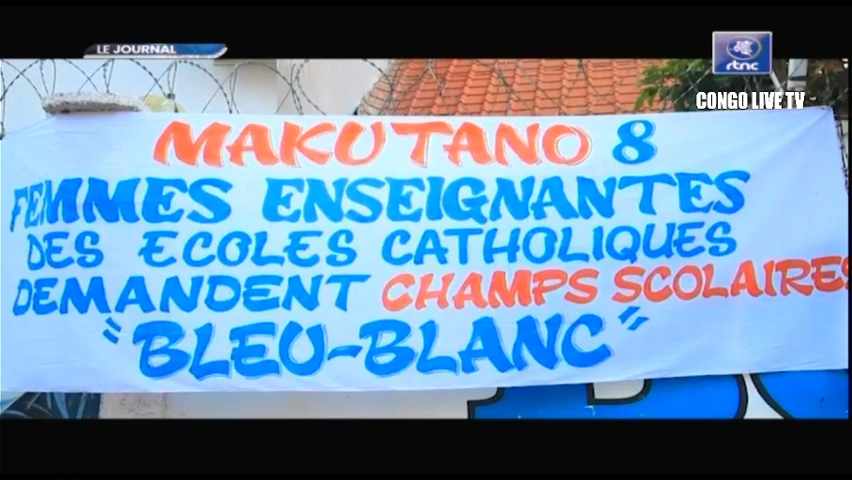 LE JOURNAL
rtnc
CONGO LIVE TV
MAKUTANO 8
FEMMES ENSEIGNANTES
DES ECOLES CATHOLIQUES
DEMANDENT CHAMPS SCOLAIRES
"BLEU-BLANC"